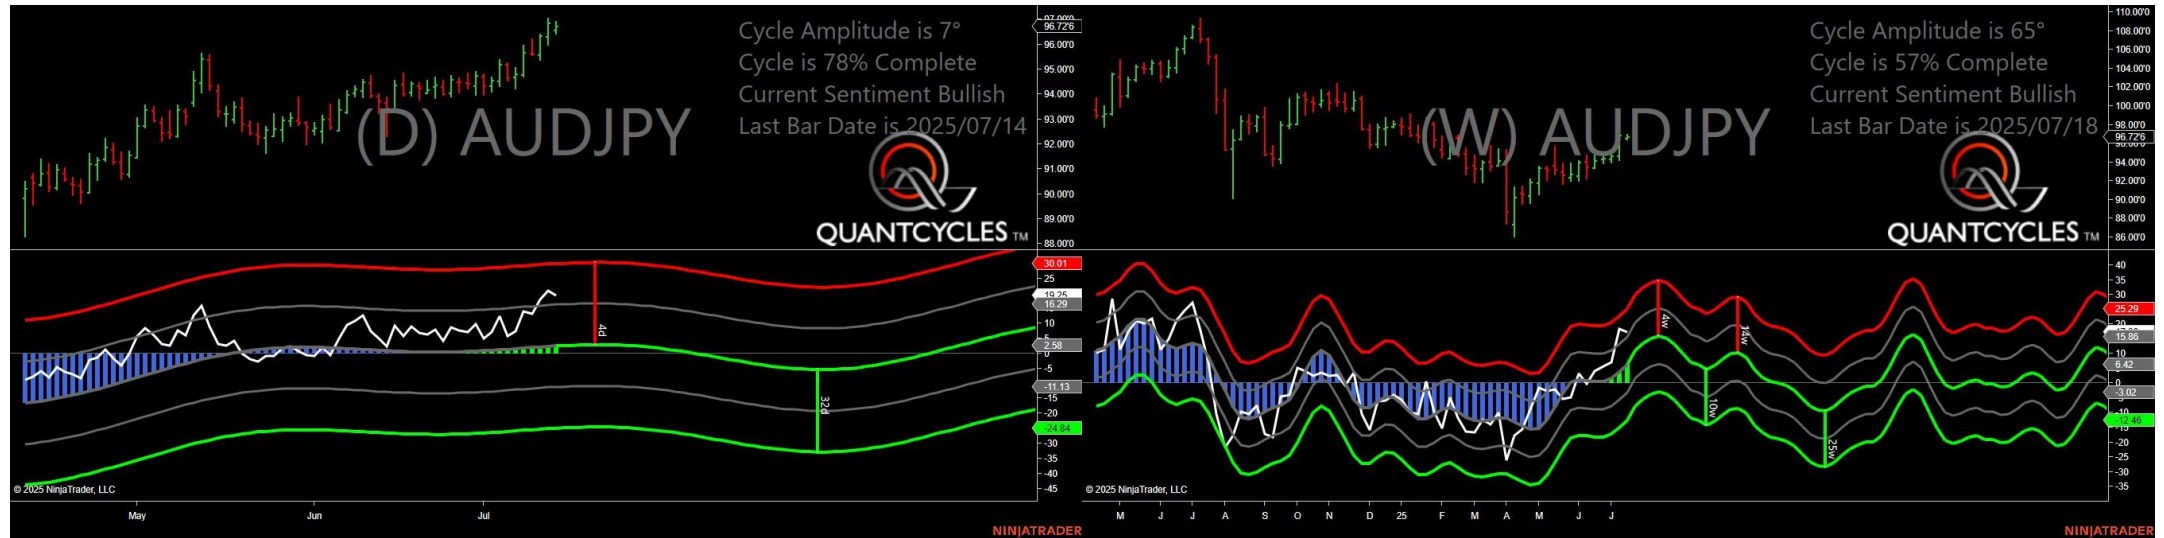 Cycle Amplitude is 7°
Cycle is 78% Complete
Current Sentiment Bullish
Last Bar Date is 2025/07/14
(D) AUDJPY
QUANTCYCLES TM
97.00'0
96.72'6
96.00'0
95.00'0
94.00'0
93.00'0
92.00'0
91.00'0
90.00'0
89.00'0
88.00'0
30.01
25
19.25
16.29
10
2.58
0
-5
-11.13
-15
-20
-24.84
-30
-35
-40
-45
4d
32d
© 2025 NinjaTrader, LLC
May Jun Jul
NINJATRADER
Cycle Amplitude is 65°
Cycle is 57% Complete
Current Sentiment Bullish
Last Bar Date is 2025/07/18
(W) AUDJPY
QUANTCYCLES TM
110.00'0
108.00'0
106.00'0
104.00'0
102.00'0
100.00'0
98.00'0
96.72'6
94.00'0
92.00'0
90.00'0
88.00'0
86.00'0
40
35
30
25.29
20
15.86
10
6.42
0
-3.02
-12.46
-20
-25
-30
-35
4w
14w
10w
25w
© 2025 NinjaTrader, LLC
M J J A S O N D 25 F M A M J J
NINJATRADER